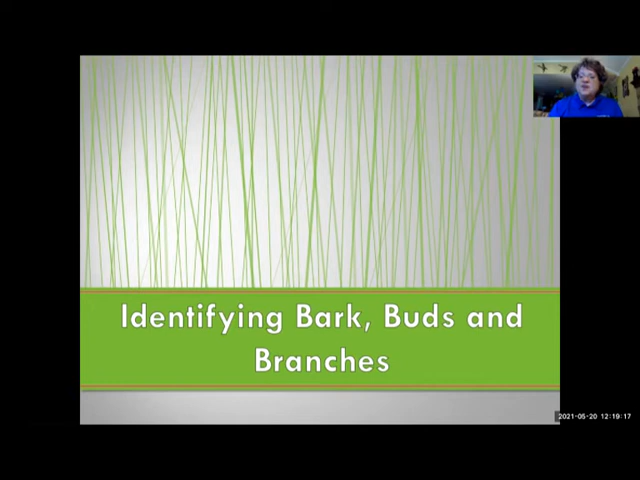 Identifying Bark, Buds and
Branches
2021-05-20 12:19:17